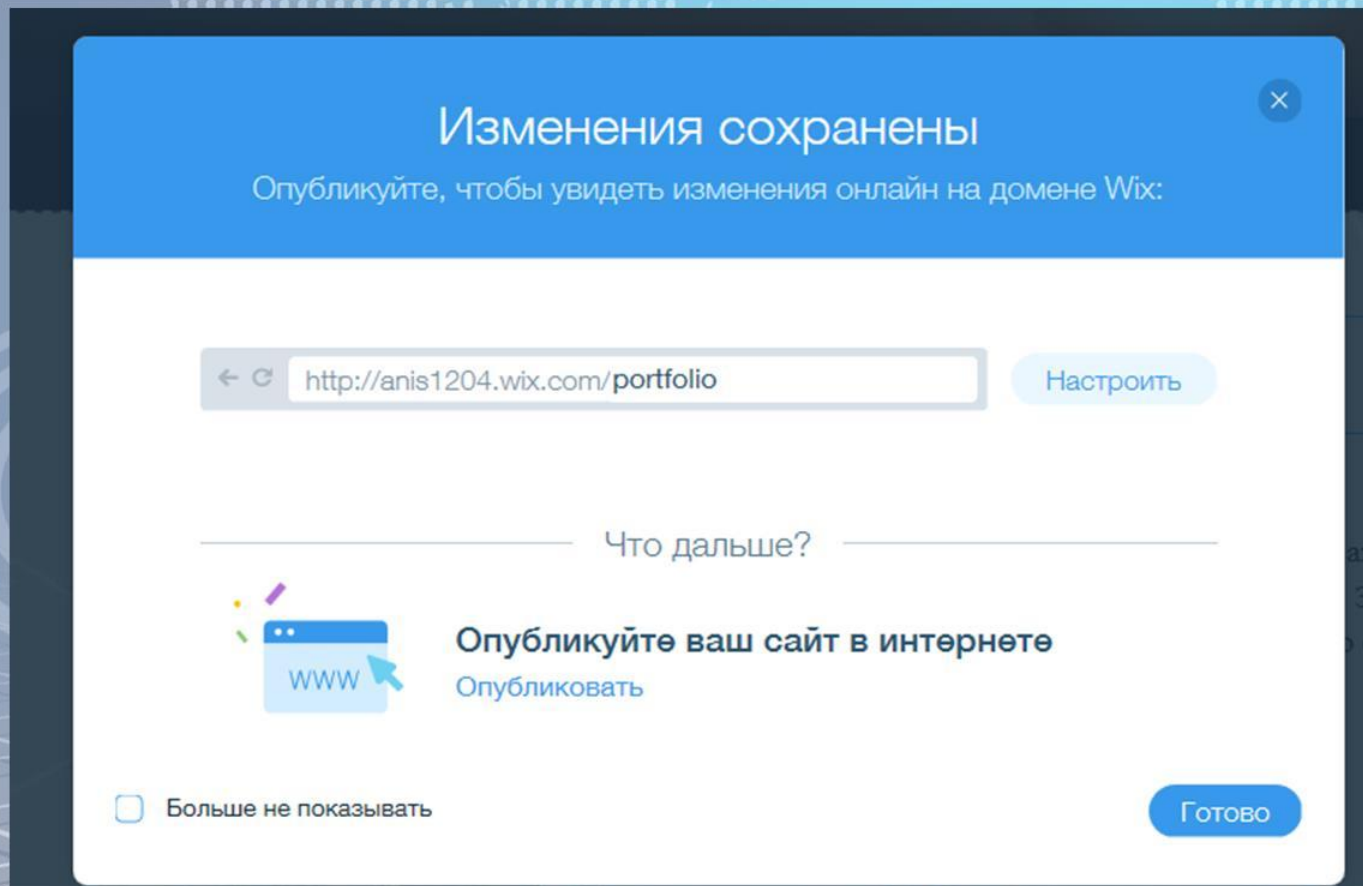 Изменения сохранены
Опубликуйте, чтобы увидеть изменения онлайн на домене Wix:
http://anis1204.wix.com/portfolio
Настроить
Что дальше?
www
Опубликуйте ваш сайт в интернете
Опубликовать
Больше не показывать
Готово